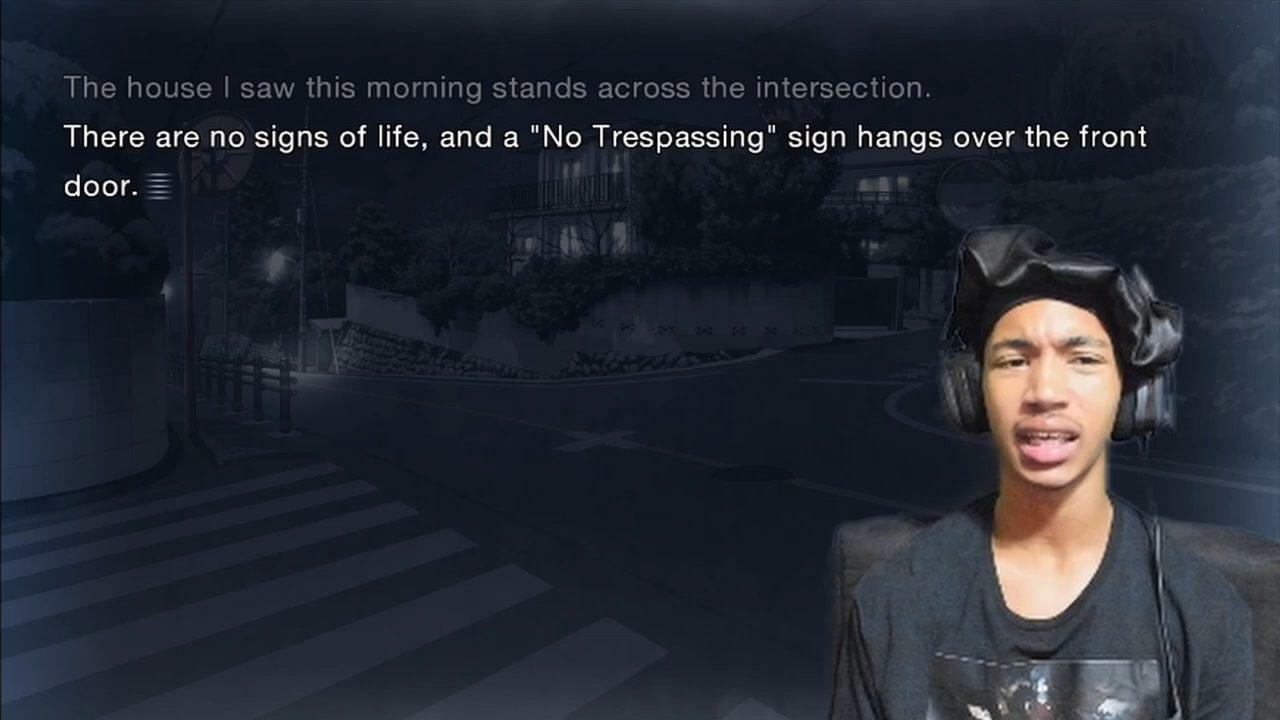 The house I saw this morning stands across the intersection.
There are no signs of life, and a "No Trespassing" sign hangs over the front
door.